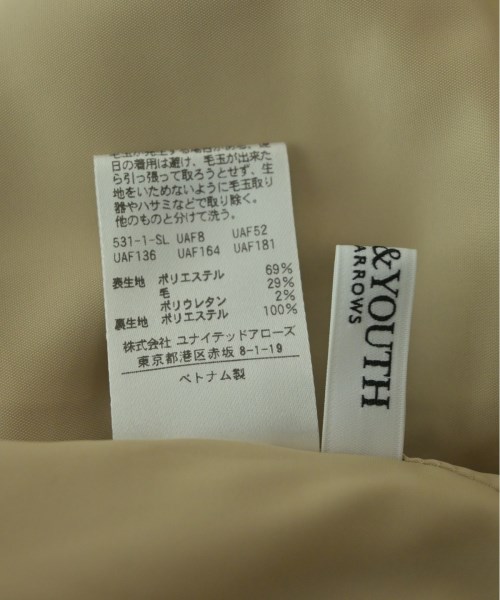 日の着用は避け、毛玉が出来た
ら引っ張って取ろうとせず、生
地をいためないように毛玉取り
器やハサミなどで取り除く。
他のものと分けて洗う。
531-1-SL UAF8 UAF52
UAF136 UAF164 UAF181
表生地 ポリエステル 69%
毛 29%
ポリウレタン 2%
裏生地 ポリエステル 100%
株式会社 ユナイテッドアローズ
東京都港区赤坂 8-1-19
ベトナム製
&YOUTH
ARROWS